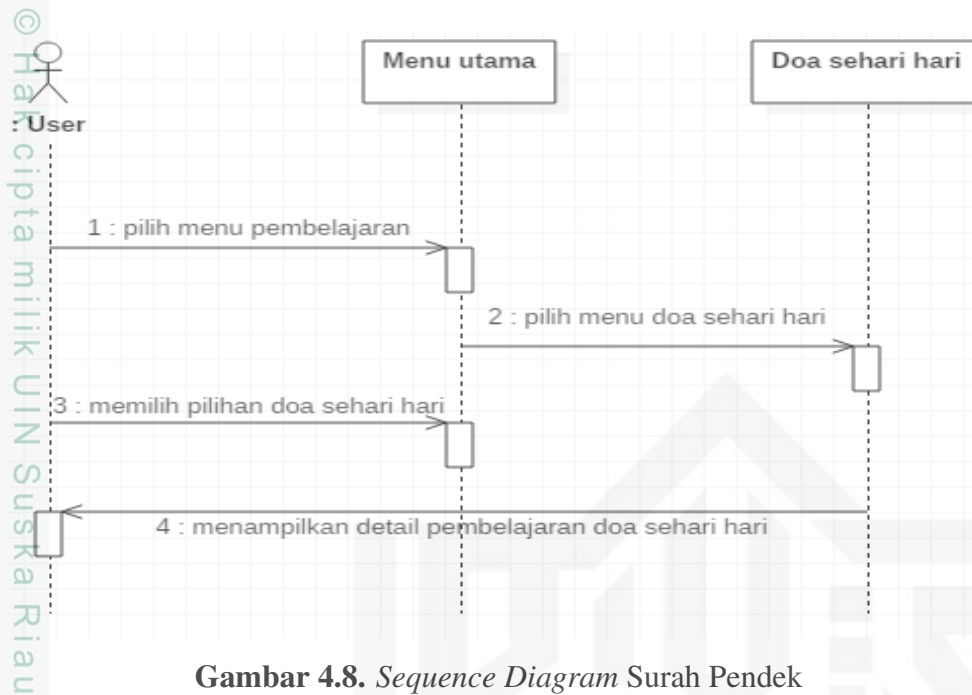 © Hak cipta milik UIN Suska Riau
: User
Menu utama
Doa sehari hari
1 : pilih menu pembelajaran
2 : pilih menu doa sehari hari
3 : memilih pilihan doa sehari hari
4 : menampilkan detail pembelajaran doa sehari hari
Gambar 4.8. Sequence Diagram Surah Pendek